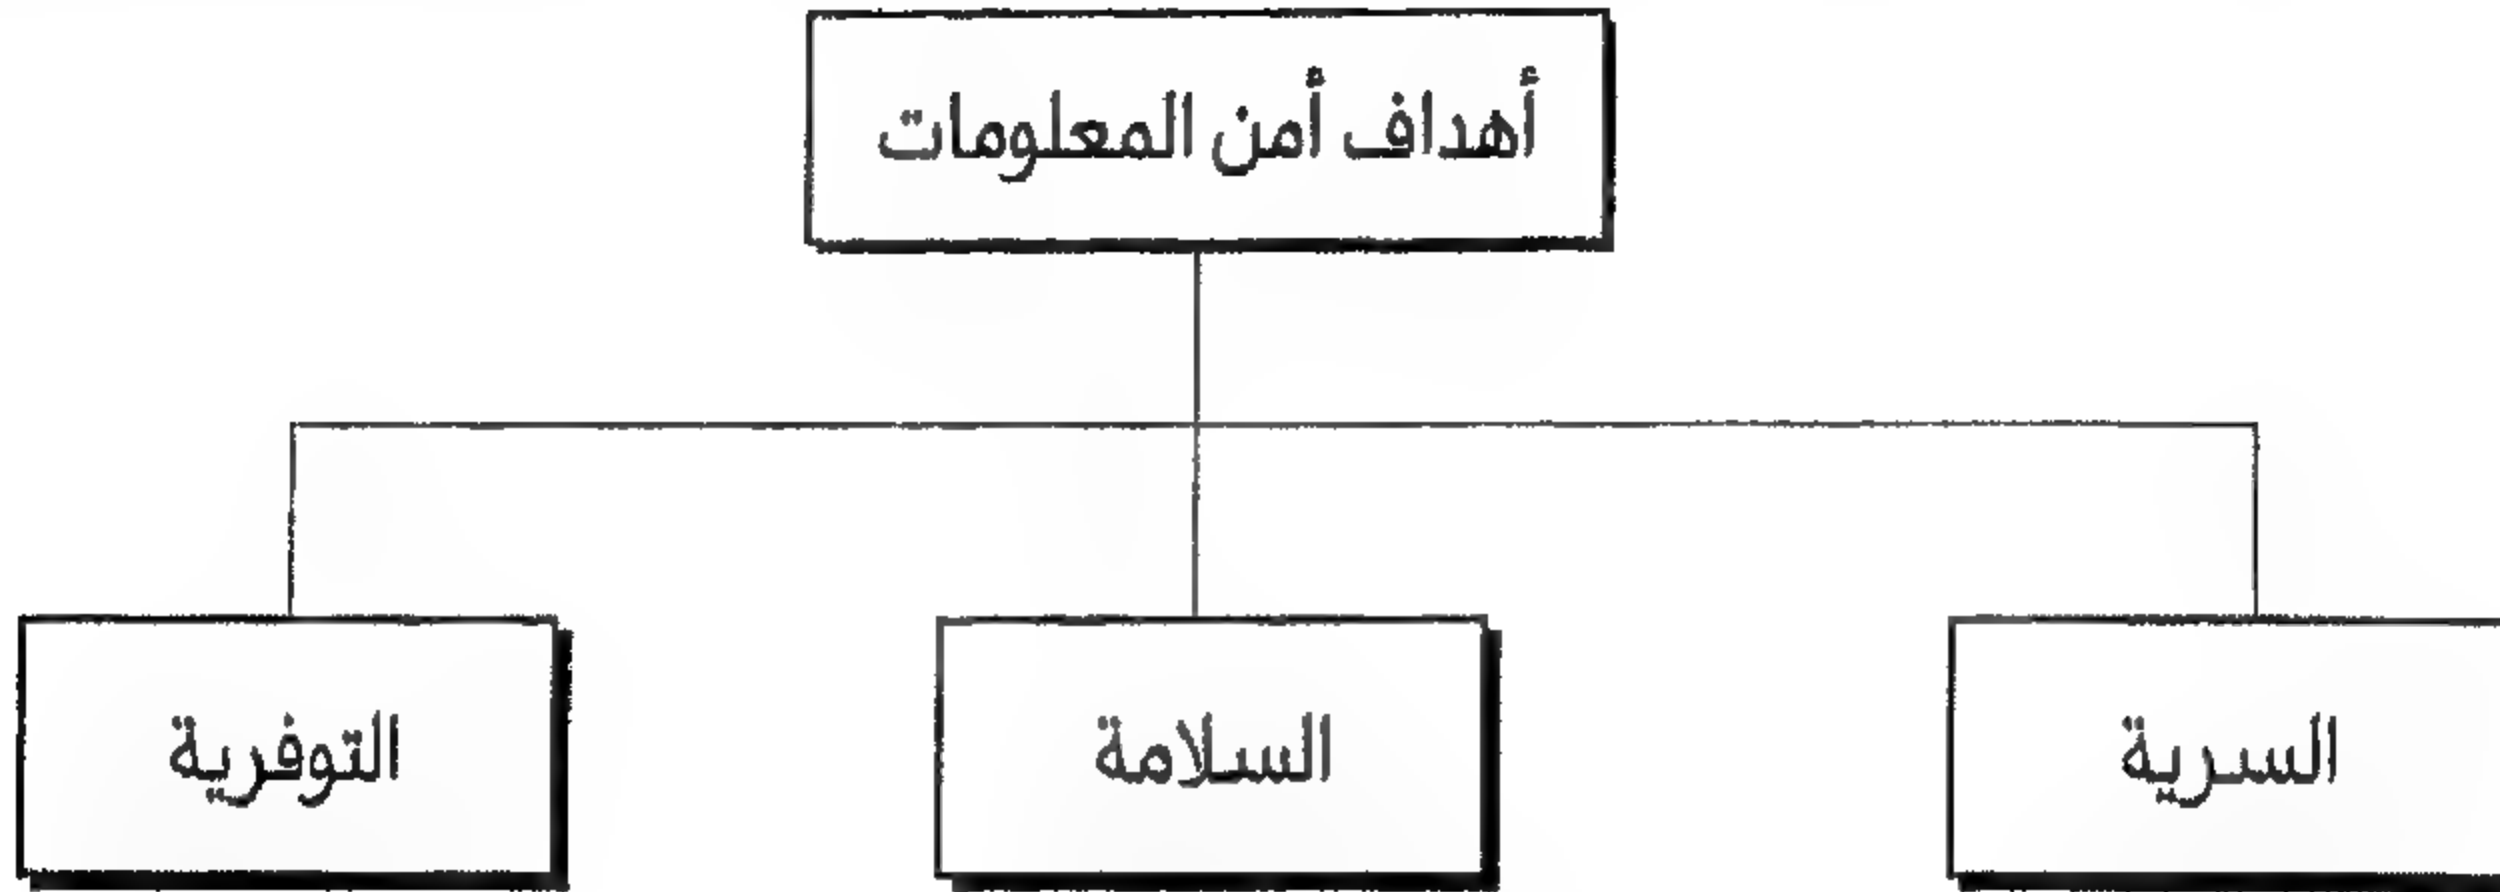 أهداف أمن المعلومات
السرية
السلامة
التوفرية